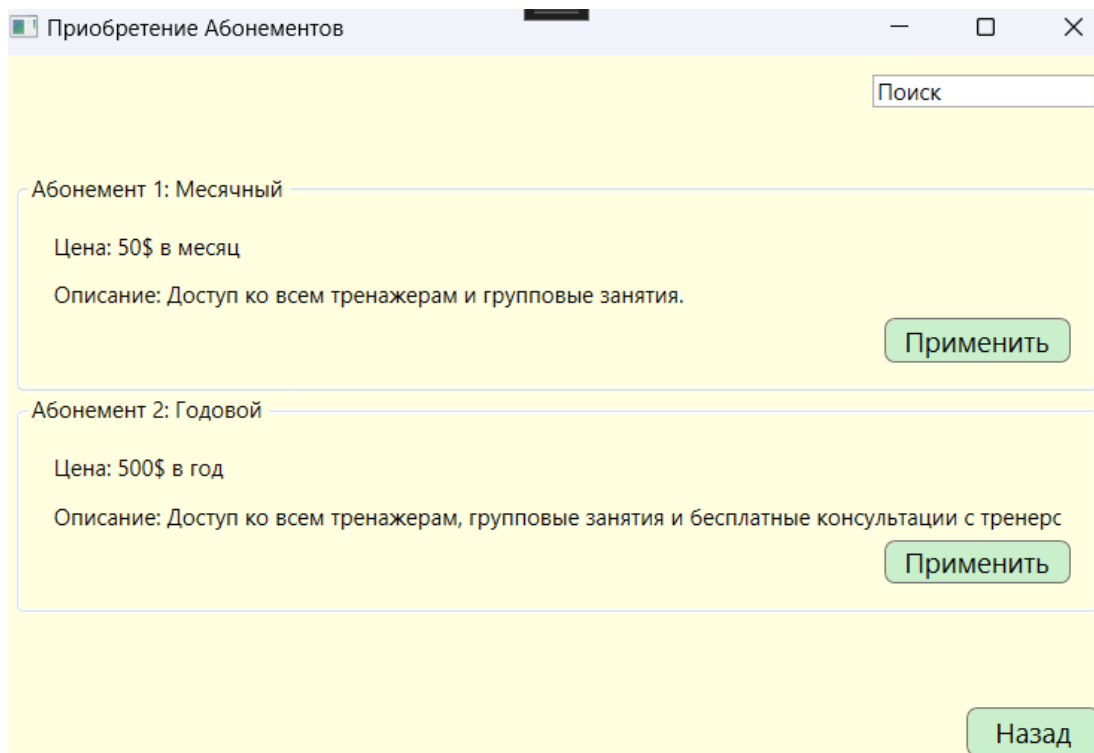 Приобретение Абонементов
Поиск
Абонемент 1: Месячный
Цена: 50$ в месяц
Описание: Доступ ко всем тренажерам и групповые занятия.
Применить
Абонемент 2: Годовой
Цена: 500$ в год
Описание: Доступ ко всем тренажерам, групповые занятия и бесплатные консультации с тренерс
Применить
Назад